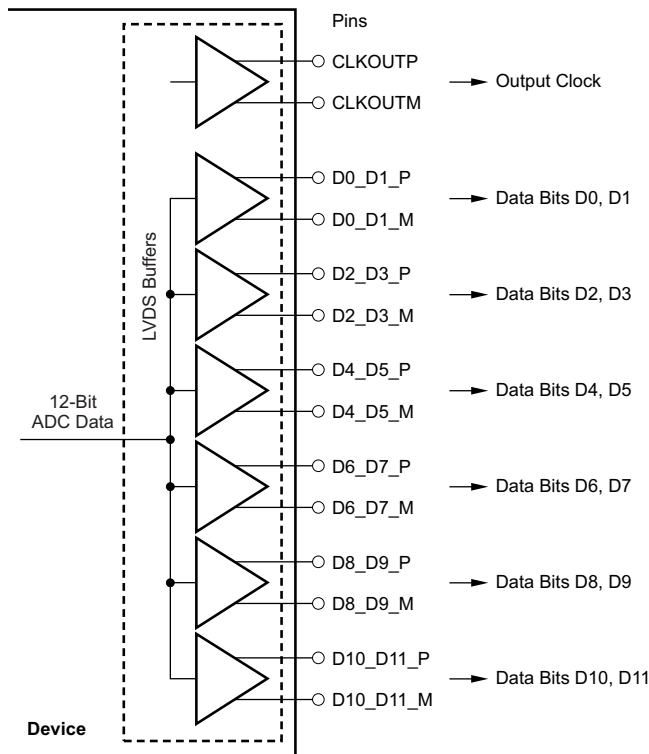 Pins
CLKOUTP
CLKOUTM
Output Clock
D0_D1_P
D0_D1_M
Data Bits D0, D1
D2_D3_P
D2_D3_M
Data Bits D2, D3
D4_D5_P
D4_D5_M
Data Bits D4, D5
D6_D7_P
D6_D7_M
Data Bits D6, D7
D8_D9_P
D8_D9_M
Data Bits D8, D9
D10_D11_P
D10_D11_M
Data Bits D10, D11
LVDS Buffers
12-Bit
ADC Data
Device